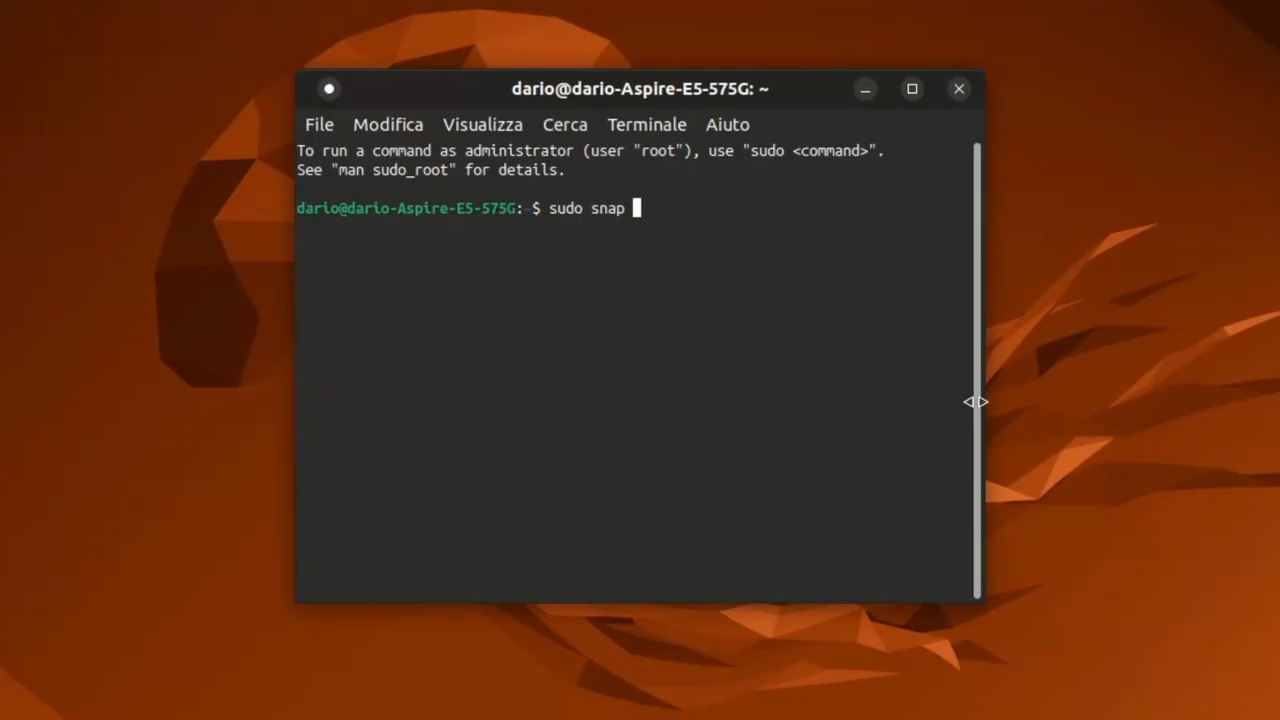 dario@dario-Aspire-E5-575G: ~
File Modifica Visualizza Cerca Terminale Aiuto
To run a command as administrator (user "root"), use "sudo <command>".
See "man sudo_root" for details.
dario@dario-Aspire-E5-575G:~$ sudo snap